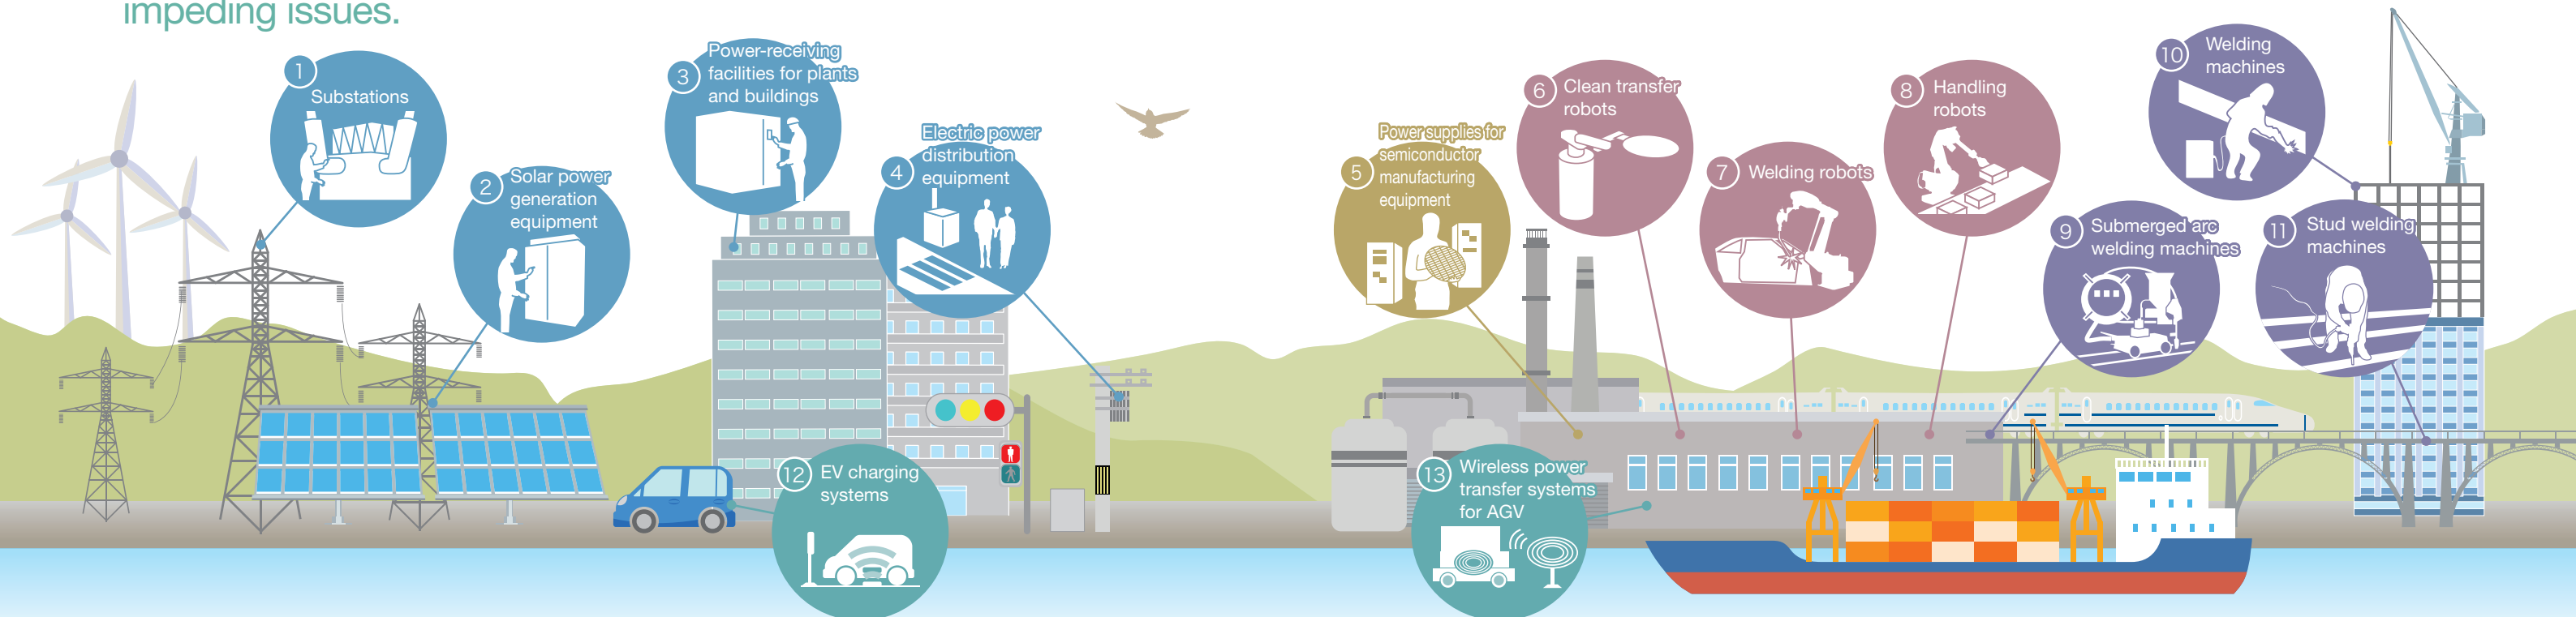 impeding issues.
1
Substations
2
Solar power
generation
equipment
3
Power-receiving
facilities for plants
and buildings
4
Electric power
distribution
equipment
5
Power supplies for
semiconductor
manufacturing
equipment
6
Clean transfer
robots
7
Welding robots
8
Handling
robots
9
Submerged arc
welding machines
10
Welding
machines
11
Stud welding
machines
12
EV charging
systems
13
Wireless power
transfer systems
for AGV